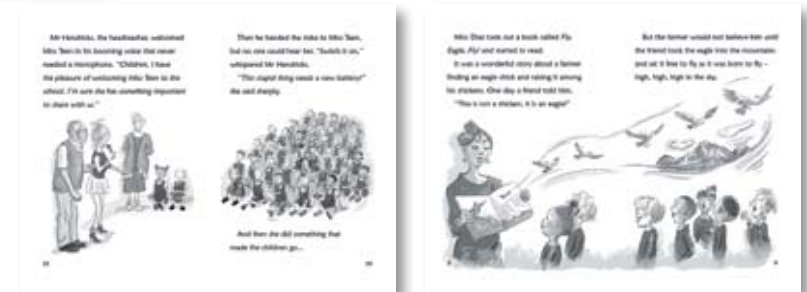 Mr Hendricks, the headteacher, welcomed
Miss Teen in his booming voice that never
needed a microphone. "Children, I have
the pleasure of welcoming Miss Teen to the
school. I'm sure she has something important
to share with us."
Then he handed the mike to Miss Teen,
but no one could hear her. "Switch it on,"
whispered Mr Hendricks.
"This stupid thing needs a new battery!"
she said sharply.
And then she did something that
made the children go...
Miss Dias took out a book called Fly,
Eagle, Fly! and started to read.
It was a wonderful story about a farmer
finding an eagle chick and raising it among
his chickens. One day a friend told him,
"This is not a chicken, it is an eagle!"
But the farmer would not believe him until
the friend took the eagle into the mountains
and set it free to fly as it was born to fly –
high, high, high in the sky.